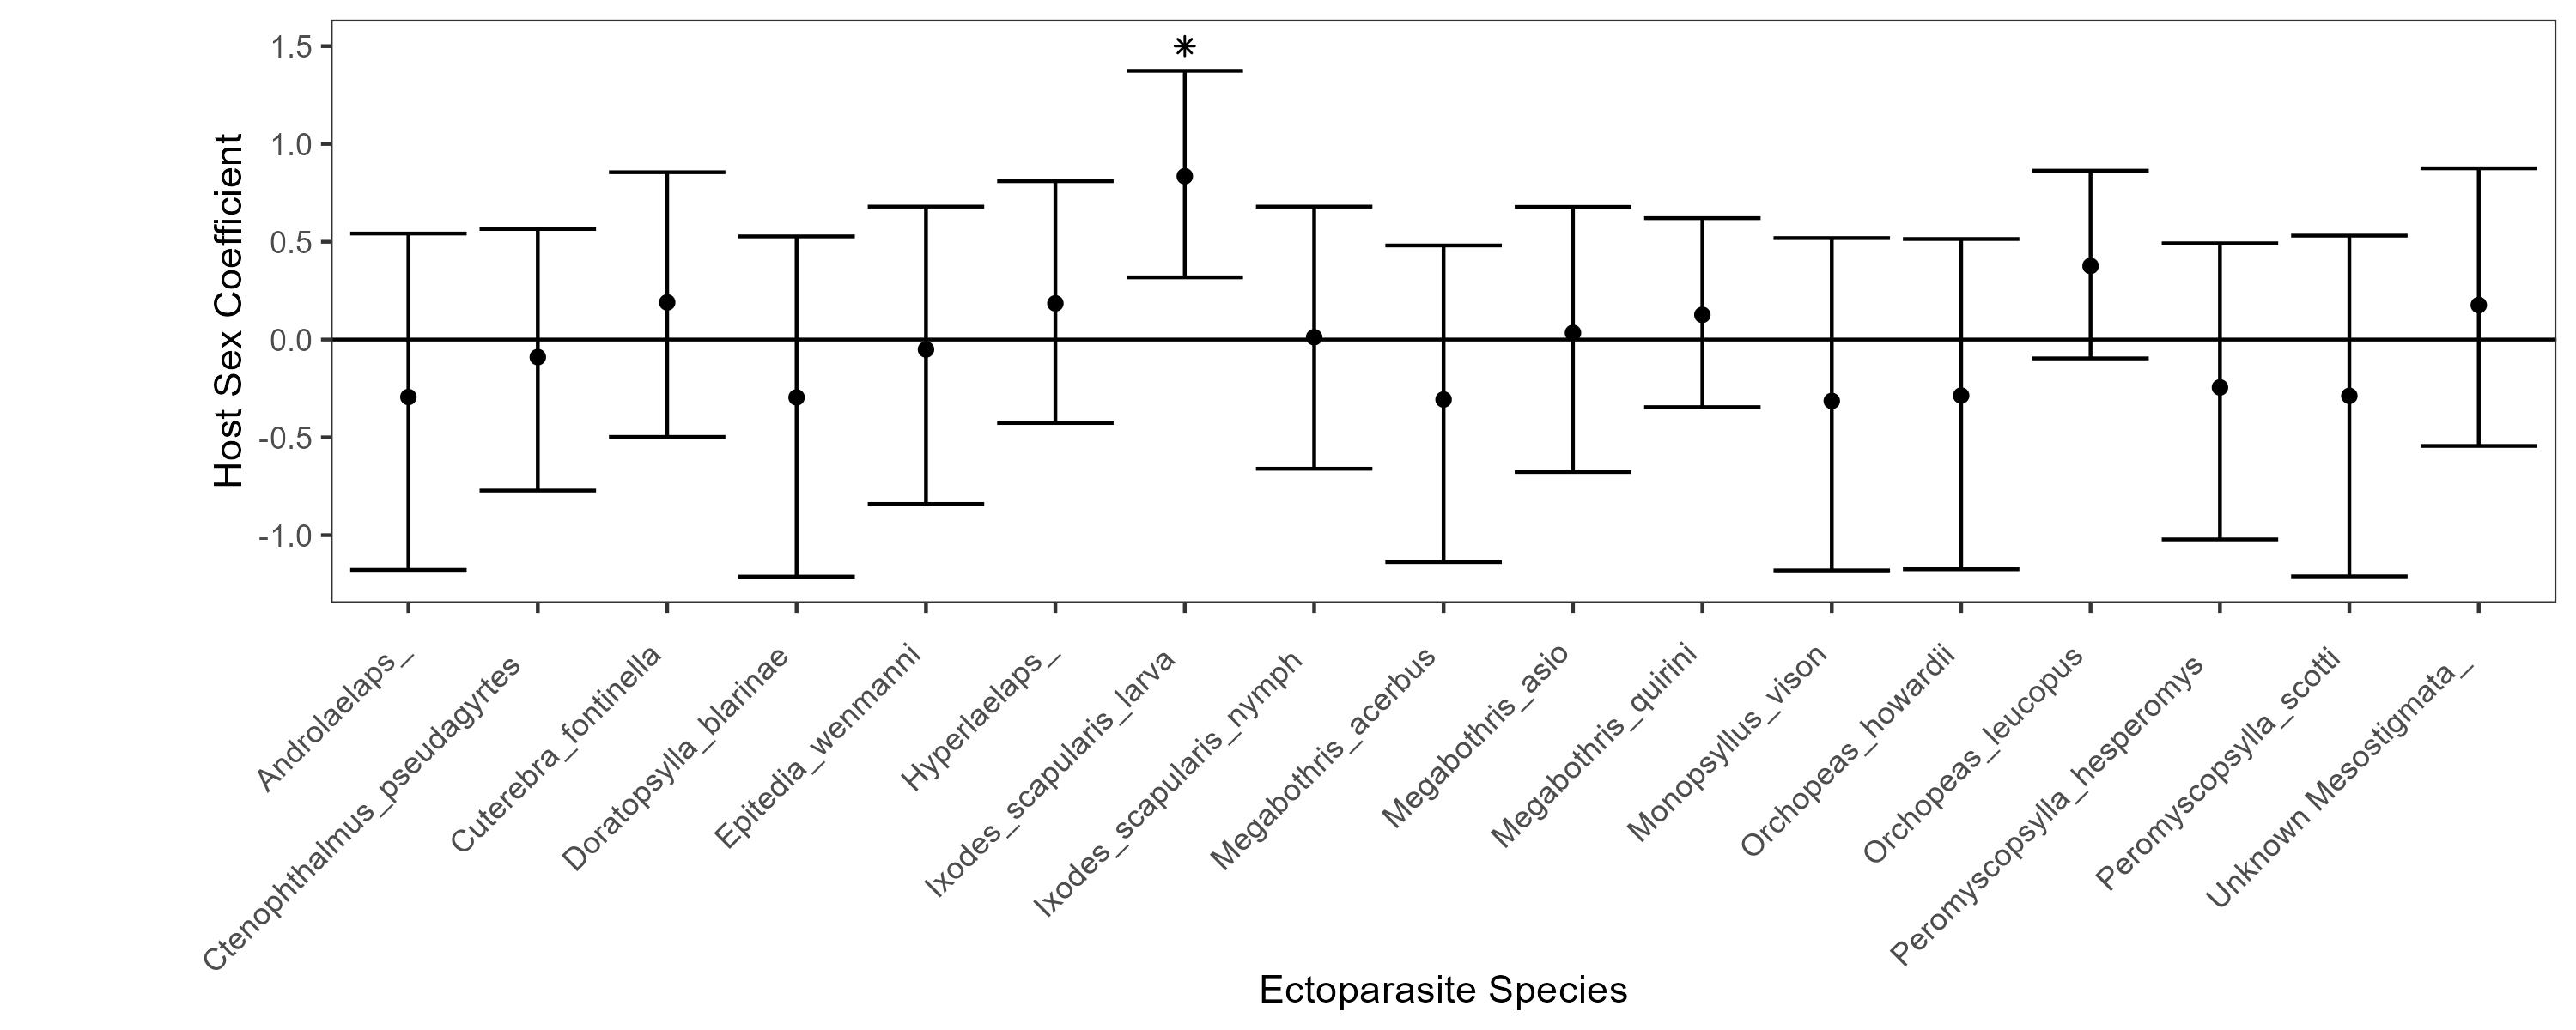 Host Sex Coefficient
1.5
1.0
0.5
0.0
-0.5
-1.0
*
Androlaelaps_
Ctenophthalmus_pseudagyrtes
Cuterebra_fontinella
Doratopsylla_blarinae
Epitedia_wenmanni
Hyperlaelaps_
Ixodes_scapularis_larva
Ixodes_scapularis_nymph
Megabothris_acerbus
Megabothris_asio
Megabothris_quirini
Monopsyllus_vison
Orchopeas_howardii
Orchopeas_leucopus
Peromyscopsylla_hesperomys
Peromyscopsylla_scotti
Unknown Mesostigmata_
Ectoparasite Species